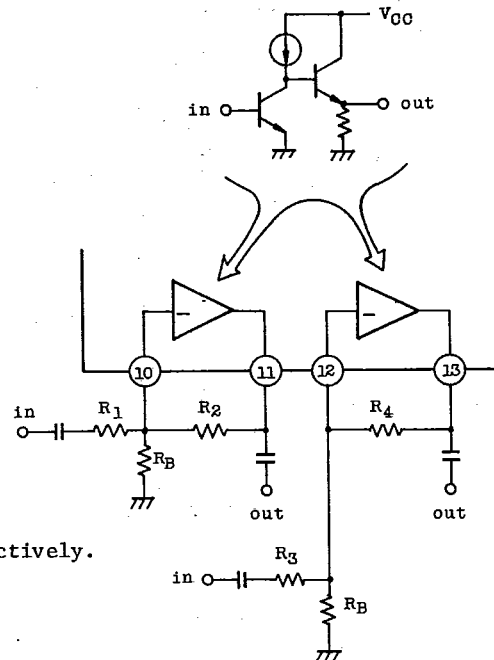 VCC
in
out
10
11
12
13
in
R1
R2
R4
RB
out
out
ctively.
in
R3
RB